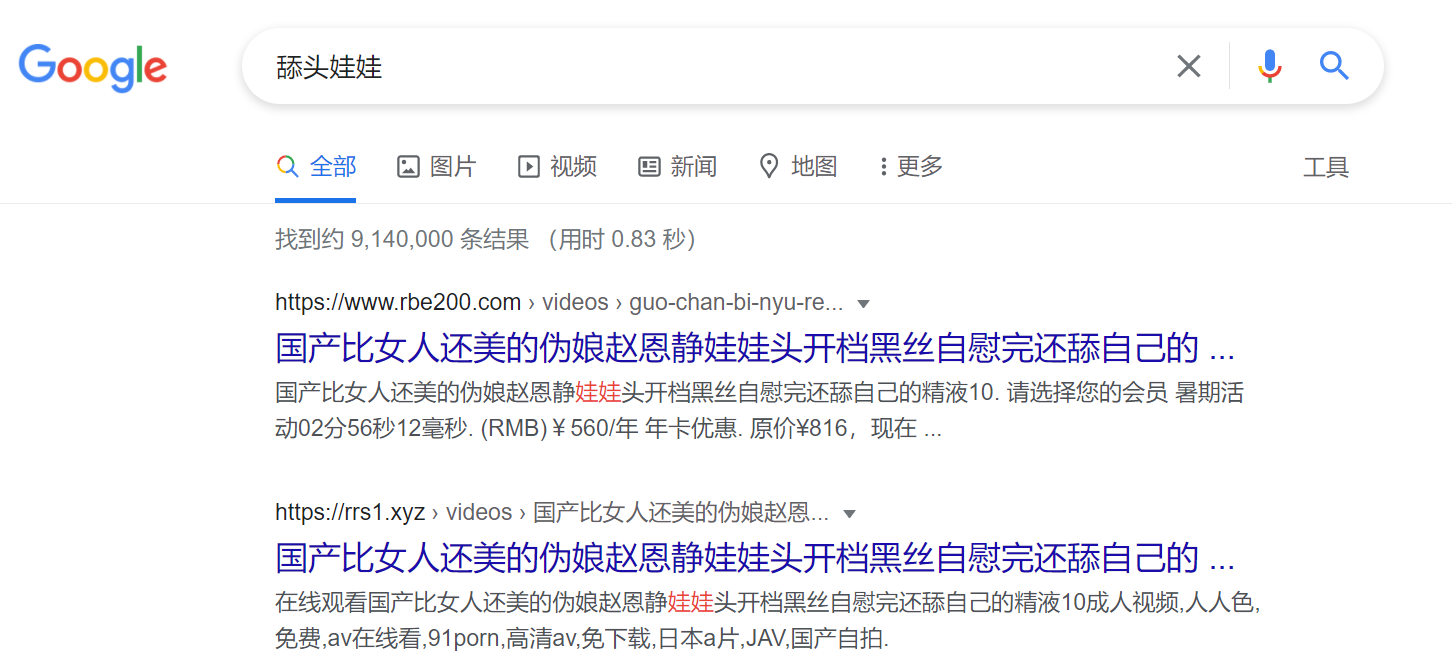 Google
舔头娃娃
全部 图片 视频 新闻 地图 更多 工具
找到约 9,140,000 条结果 （用时 0.83 秒）
https://www.rbe200.com › videos › guo-chan-bi-nyu-re...
国产比女人还美的伪娘赵恩静娃娃头开档黑丝自慰完还舔自己的 ...
国产比女人还美的伪娘赵恩静娃娃头开档黑丝自慰完还舔自己的精液10. 请选择您的会员 暑期活
动02分56秒12毫秒. (RMB)￥560/年 年卡优惠. 原价¥816，现在 ...
https://rrs1.xyz › videos › 国产比女人还美的伪娘赵恩...
国产比女人还美的伪娘赵恩静娃娃头开档黑丝自慰完还舔自己的 ...
在线观看国产比女人还美的伪娘赵恩静娃娃头开档黑丝自慰完还舔自己的精液10成人视频,人人色,
免费,av在线看,91porn,高清av,免下载,日本a片,JAV,国产自拍.